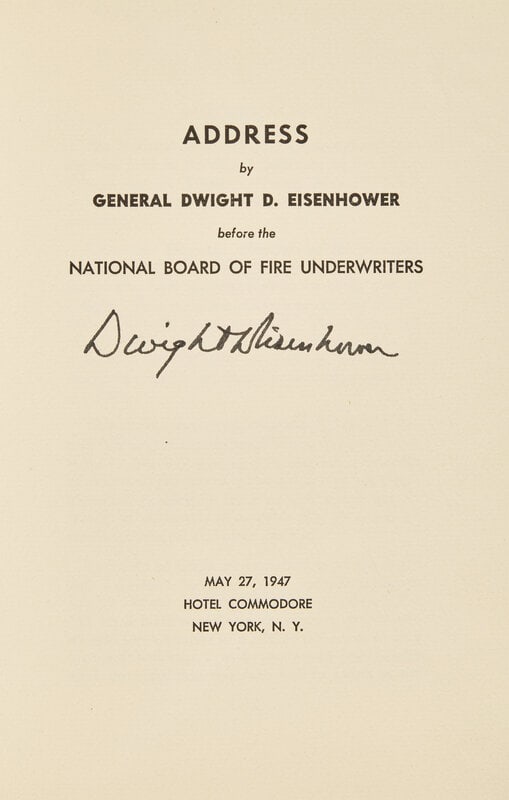 ADDRESS
by
GENERAL DWIGHT D. EISENHOWER
before the
NATIONAL BOARD OF FIRE UNDERWRITERS
Dwight D Eisenhower
MAY 27, 1947
HOTEL COMMODORE
NEW YORK, N. Y.